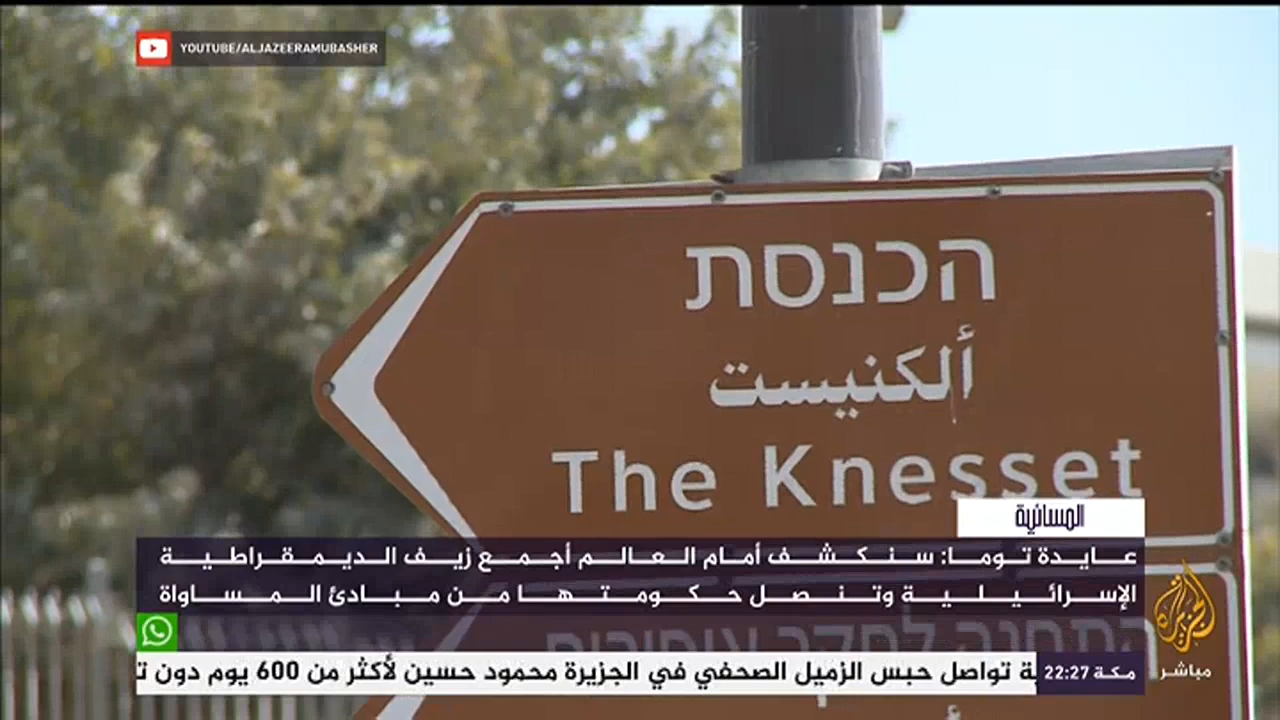 YOUTUBE/ALJAZEERAMUBASHER
הכנסת
ألكنيست
The Knesset
المسائية
عايدة توما: سنكشف أمام العالم أجمع زيف الديمقراطية
الإسرائيلية وتنصل حكومتها من مبادئ المساواة
مكة 22:27
ة تواصل حبس الزميل الصحفي في الجزيرة محمود حسين لأكثر من 600 يوم دون ت
الجزيرة
مباشر